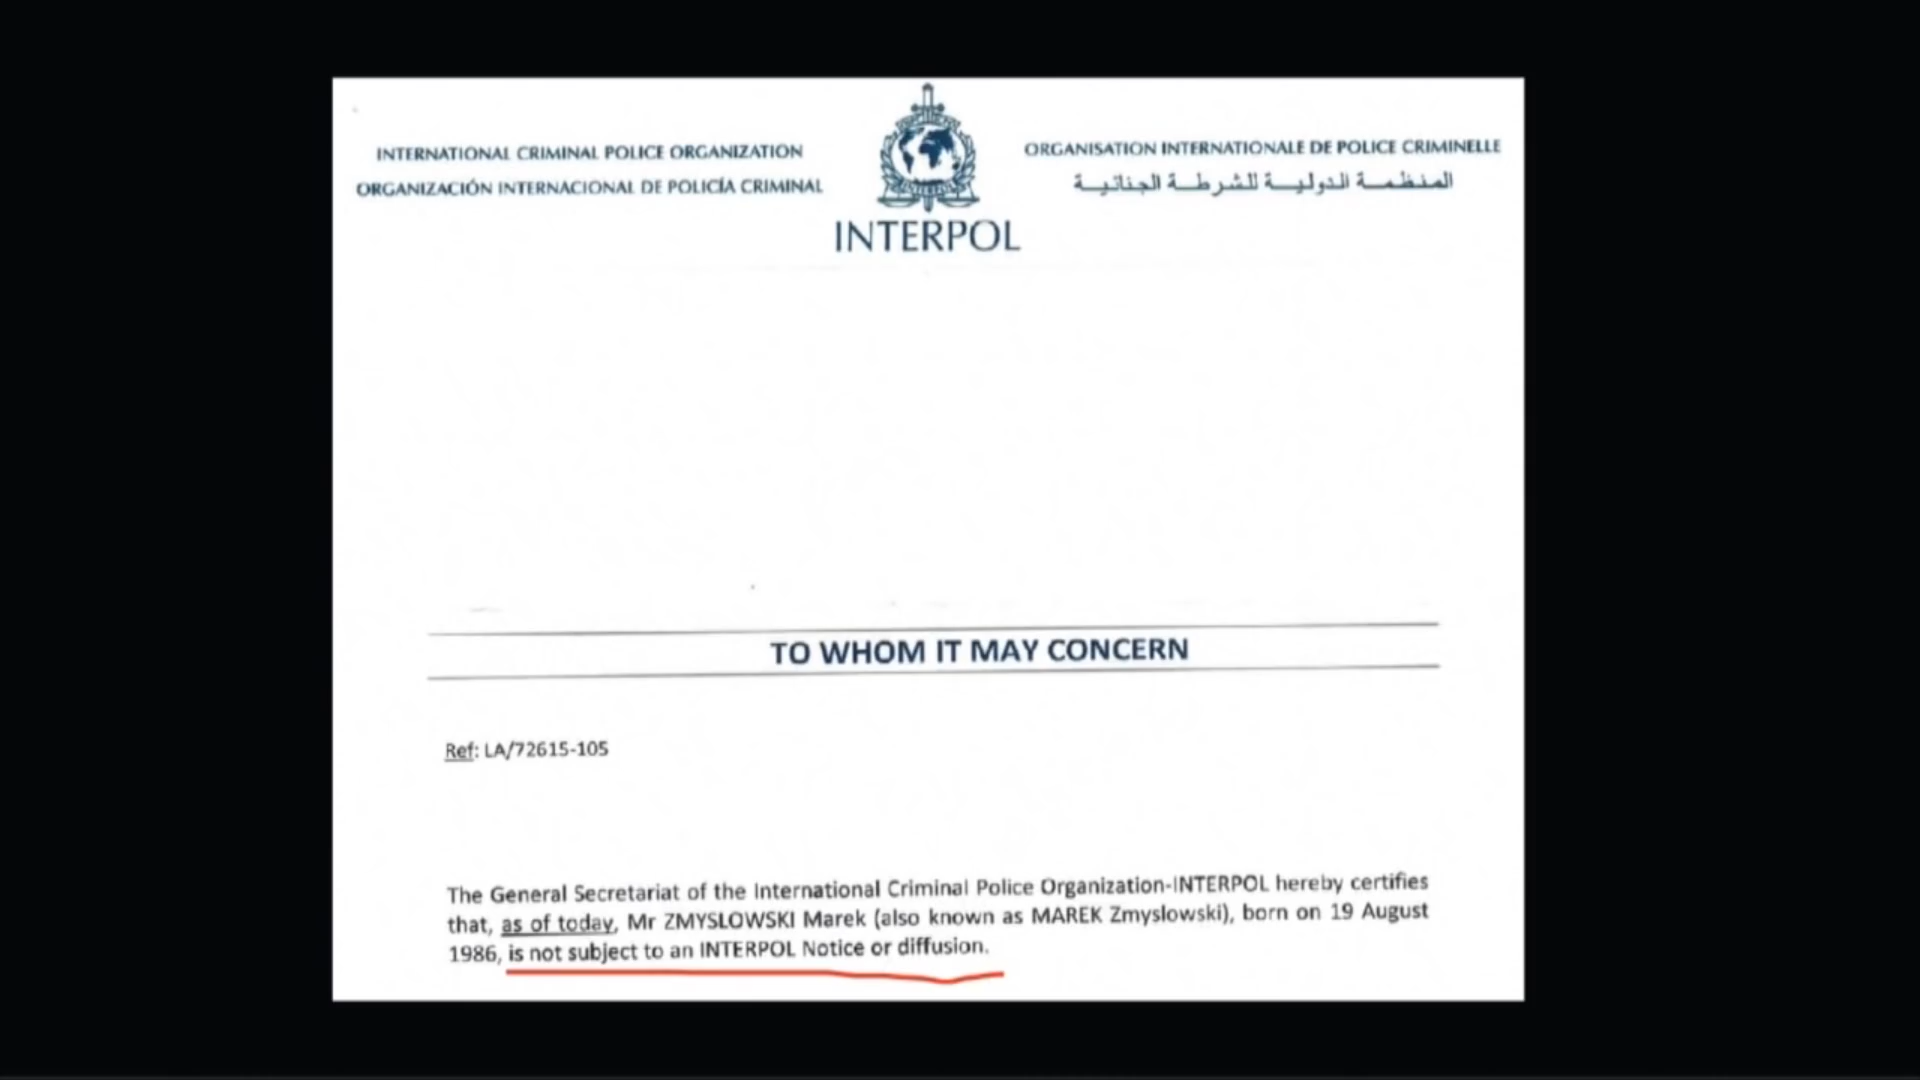 INTERNATIONAL CRIMINAL POLICE ORGANIZATION
ORGANIZACIÓN INTERNACIONAL DE POLICÍA CRIMINAL
ORGANISATION INTERNATIONALE DE POLICE CRIMINELLE
المنظمة الدولية للشرطة الجنائية
INTERPOL
TO WHOM IT MAY CONCERN
Ref: LA/72615-105
The General Secretariat of the International Criminal Police Organization-INTERPOL hereby certifies
that, as of today, Mr ZMYSLOWSKI Marek (also known as MAREK Zmyslowski), born on 19 August
1986, is not subject to an INTERPOL Notice or diffusion.